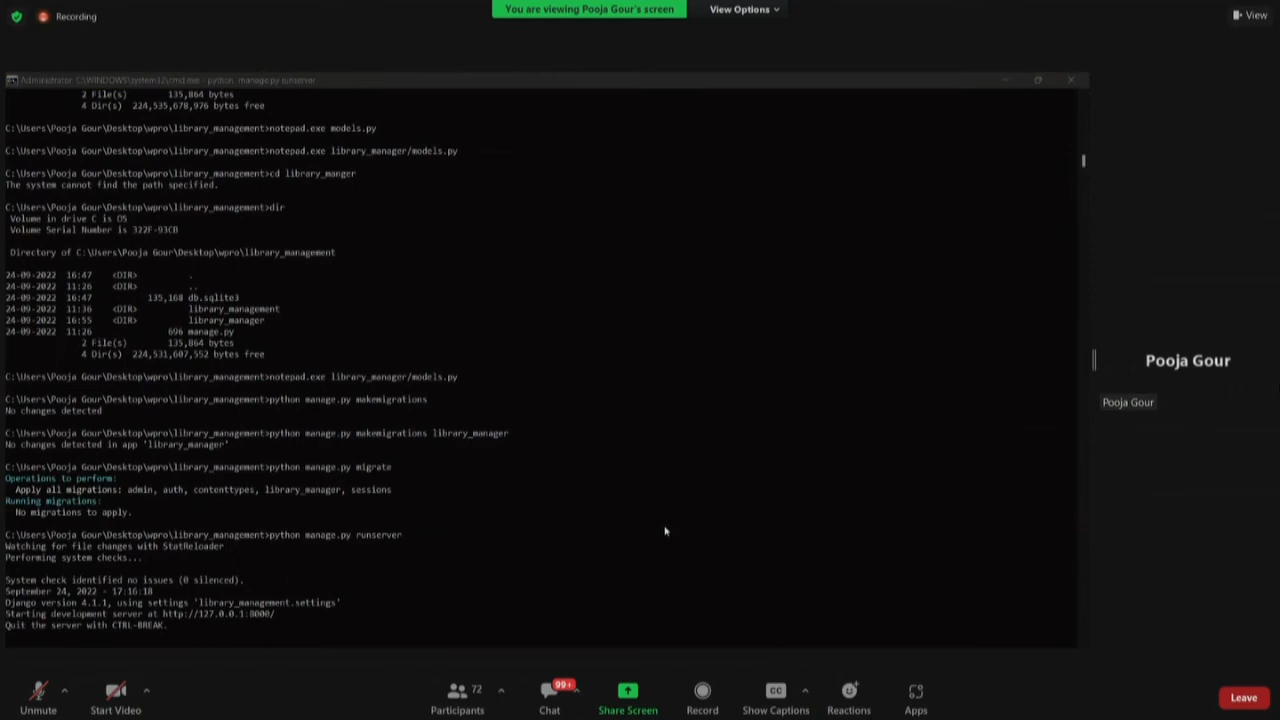 Recording
You are viewing Pooja Gour's screen
View Options
View
Administrator: C:\WINDOWS\system32\cmd.exe - python manage.py runserver
2 File(s) 135,864 bytes
4 Dir(s) 224,535,678,976 bytes free
C:\Users\Pooja Gour\Desktop\wpro\library_management>notepad.exe models.py
C:\Users\Pooja Gour\Desktop\wpro\library_management>notepad.exe library_manager/models.py
C:\Users\Pooja Gour\Desktop\wpro\library_management>cd library_manger
The system cannot find the path specified.
C:\Users\Pooja Gour\Desktop\wpro\library_management>dir
Volume in drive C is OS
Volume Serial Number is 322F-93CB
Directory of C:\Users\Pooja Gour\Desktop\wpro\library_management
24-09-2022 16:47 <DIR> .
24-09-2022 11:26 <DIR> ..
24-09-2022 16:47 135,168 db.sqlite3
24-09-2022 11:36 <DIR> library_management
24-09-2022 16:55 <DIR> library_manager
24-09-2022 11:26 696 manage.py
2 File(s) 135,864 bytes
4 Dir(s) 224,531,607,552 bytes free
C:\Users\Pooja Gour\Desktop\wpro\library_management>notepad.exe library_manager/models.py
C:\Users\Pooja Gour\Desktop\wpro\library_management>python manage.py makemigrations
No changes detected
C:\Users\Pooja Gour\Desktop\wpro\library_management>python manage.py makemigrations library_manager
No changes detected in app 'library_manager'
C:\Users\Pooja Gour\Desktop\wpro\library_management>python manage.py migrate
Operations to perform:
Apply all migrations: admin, auth, contenttypes, library_manager, sessions
Running migrations:
No migrations to apply.
C:\Users\Pooja Gour\Desktop\wpro\library_management>python manage.py runserver
Watching for file changes with StatReloader
Performing system checks...
System check identified no issues (0 silenced).
September 24, 2022 - 17:16:18
Django version 4.1.1, using settings 'library_management.settings'
Starting development server at http://127.0.0.1:8000/
Quit the server with CTRL-BREAK.
Pooja Gour
Pooja Gour
72
99+
CC
Unmute
Start Video
Participants
Chat
Share Screen
Record
Show Captions
Reactions
Apps
Leave